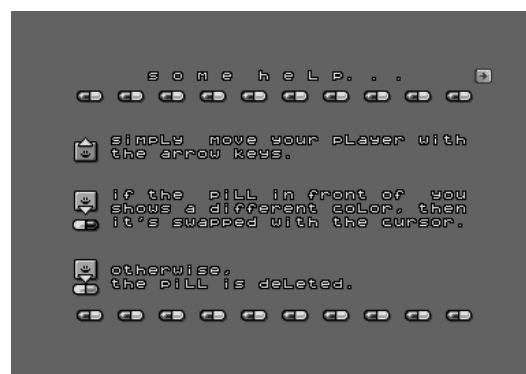 some help...
simply move your player with
the arrow keys.
if the pill in front of you
shows a different color, then
it's swapped with the cursor.
otherwise,
the pill is deleted.